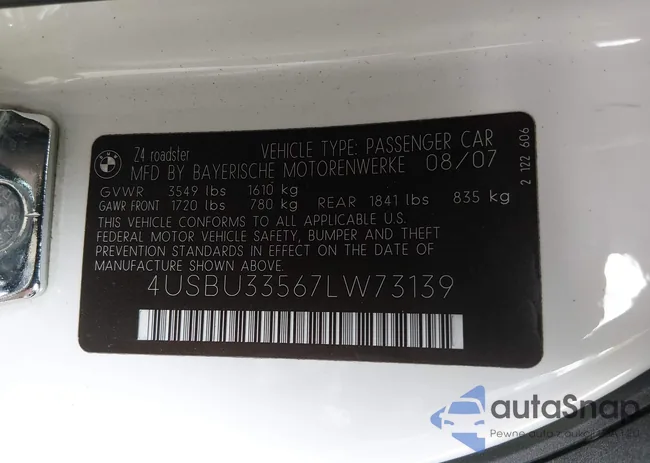 Z4 roadster VEHICLE TYPE: PASSENGER CAR
MFD BY BAYERISCHE MOTORENWERKE 08/07
GVWR 3549 lbs 1610 kg
GAWR FRONT 1720 lbs 780 kg REAR 1841 lbs 835 kg
THIS VEHICLE CONFORMS TO ALL APPLICABLE U.S.
FEDERAL MOTOR VEHICLE SAFETY, BUMPER AND THEFT
PREVENTION STANDARDS IN EFFECT ON THE DATE OF
MANUFACTURE SHOWN ABOVE:
4USBU33567LW73139
2 122 606
autaSnap
Pewne auto z aukcji